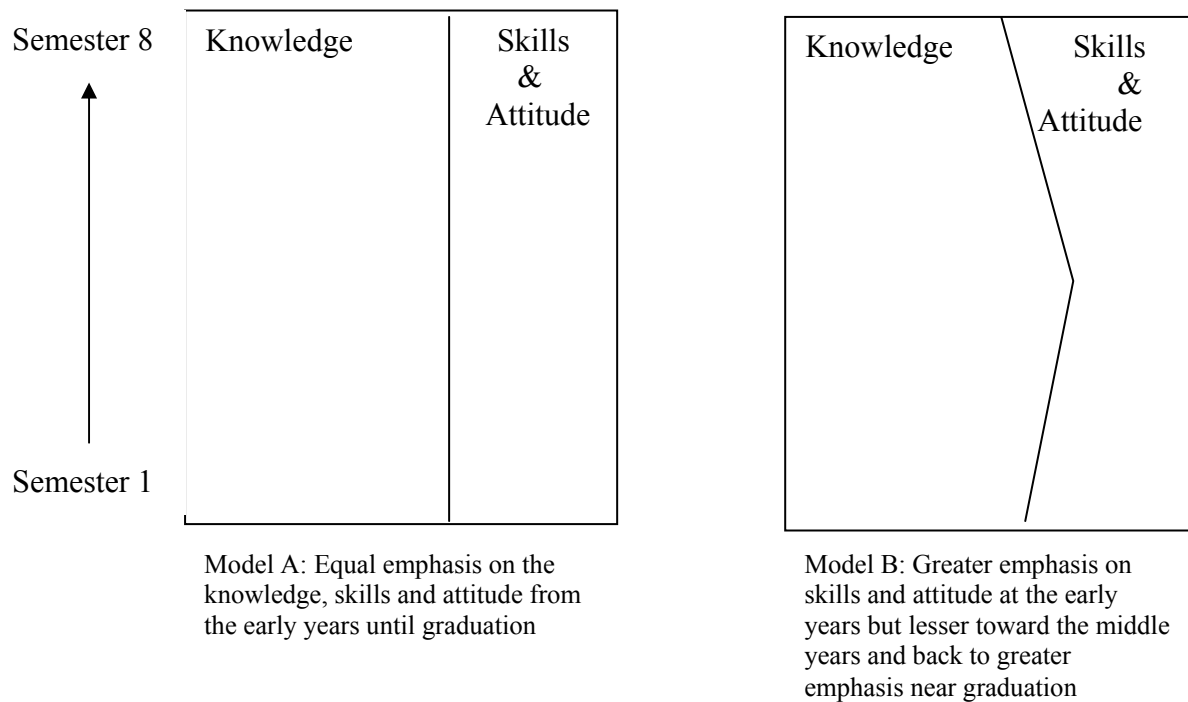 Semester 8
Semester 1
Knowledge
Skills
&
Attitude
Model A: Equal emphasis on the
knowledge, skills and attitude from
the early years until graduation
Knowledge
Skills
&
Attitude
Model B: Greater emphasis on
skills and attitude at the early
years but lesser toward the middle
years and back to greater
emphasis near graduation